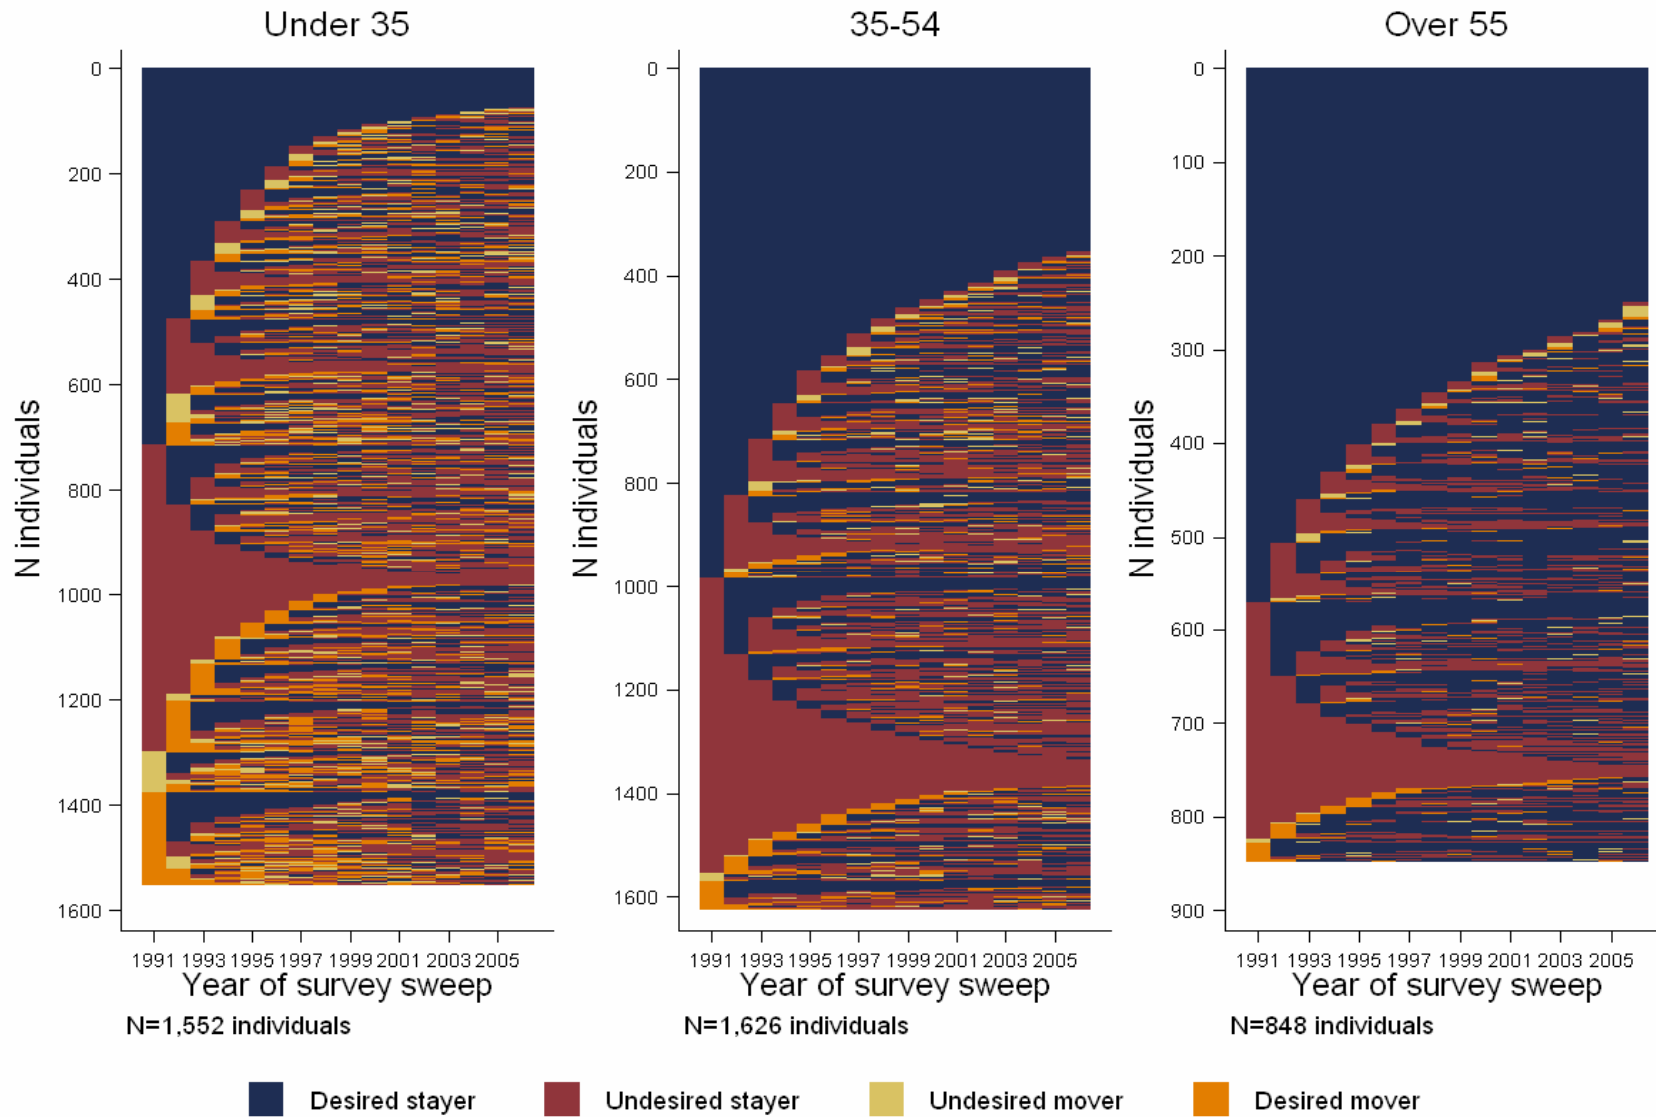 Under 35
35-54
Over 55
N individuals
0
200
400
600
800
1000
1200
1400
1600
1991 1993 1995 1997 1999 2001 2003 2005
Year of survey sweep
N=1,552 individuals
N individuals
0
200
400
600
800
1000
1200
1400
1600
1991 1993 1995 1997 1999 2001 2003 2005
Year of survey sweep
N=1,626 individuals
N individuals
0
100
200
300
400
500
600
700
800
900
1991 1993 1995 1997 1999 2001 2003 2005
Year of survey sweep
N=848 individuals
Desired stayer
Undesired stayer
Undesired mover
Desired mover